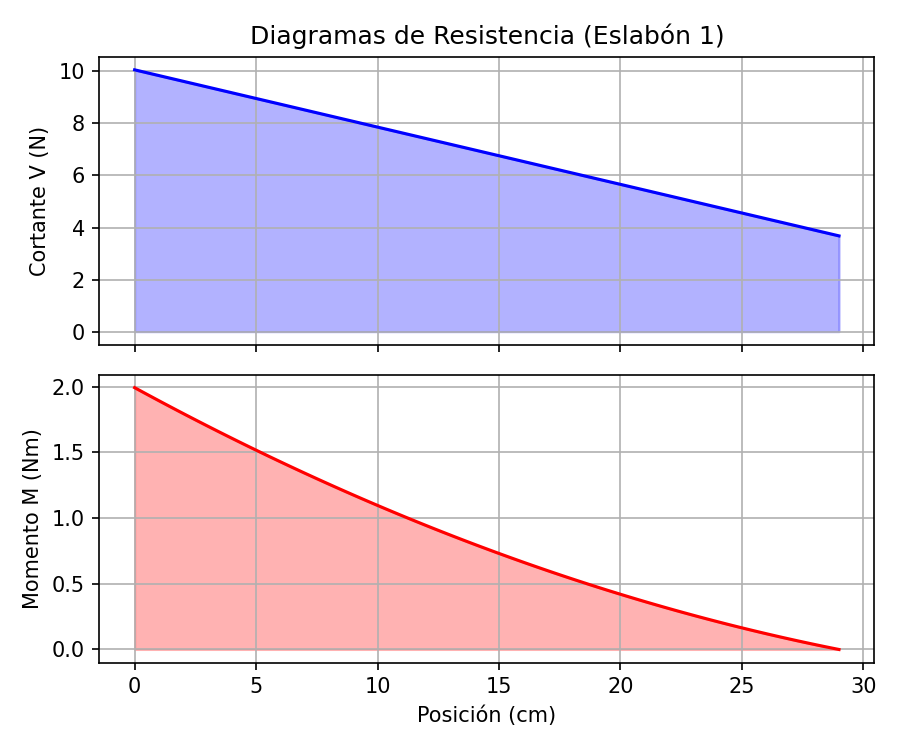 Diagramas de Resistencia (Eslabón 1)
Cortante V (N)
10
8
6
4
2
0
Momento M (Nm)
2.0
1.5
1.0
0.5
0.0
0 5 10 15 20 25 30
Posición (cm)